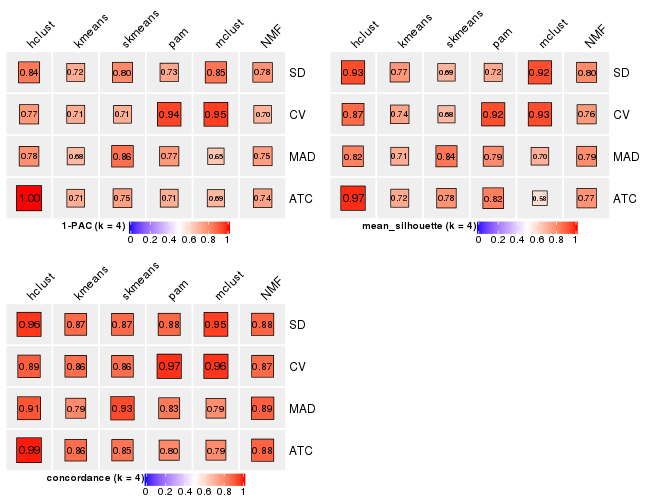 hclust kmeans skmeans pam mclust NMF
0.84 0.72 0.80 0.73 0.85 0.78 SD
0.77 0.71 0.71 0.94 0.95 0.70 CV
0.78 0.68 0.86 0.77 0.65 0.75 MAD
1.00 0.71 0.75 0.71 0.69 0.74 ATC
1-PAC (k = 4)
0 0.2 0.4 0.6 0.8 1
hclust kmeans skmeans pam mclust NMF
0.93 0.77 0.69 0.72 0.92 0.80 SD
0.87 0.74 0.68 0.92 0.93 0.76 CV
0.82 0.71 0.84 0.79 0.70 0.79 MAD
0.97 0.72 0.78 0.82 0.58 0.77 ATC
mean_silhouette (k = 4)
0 0.2 0.4 0.6 0.8 1
hclust kmeans skmeans pam mclust NMF
0.96 0.87 0.87 0.88 0.95 0.88 SD
0.89 0.86 0.86 0.97 0.96 0.87 CV
0.91 0.79 0.93 0.83 0.79 0.89 MAD
0.99 0.86 0.85 0.80 0.79 0.88 ATC
concordance (k = 4)
0 0.2 0.4 0.6 0.8 1